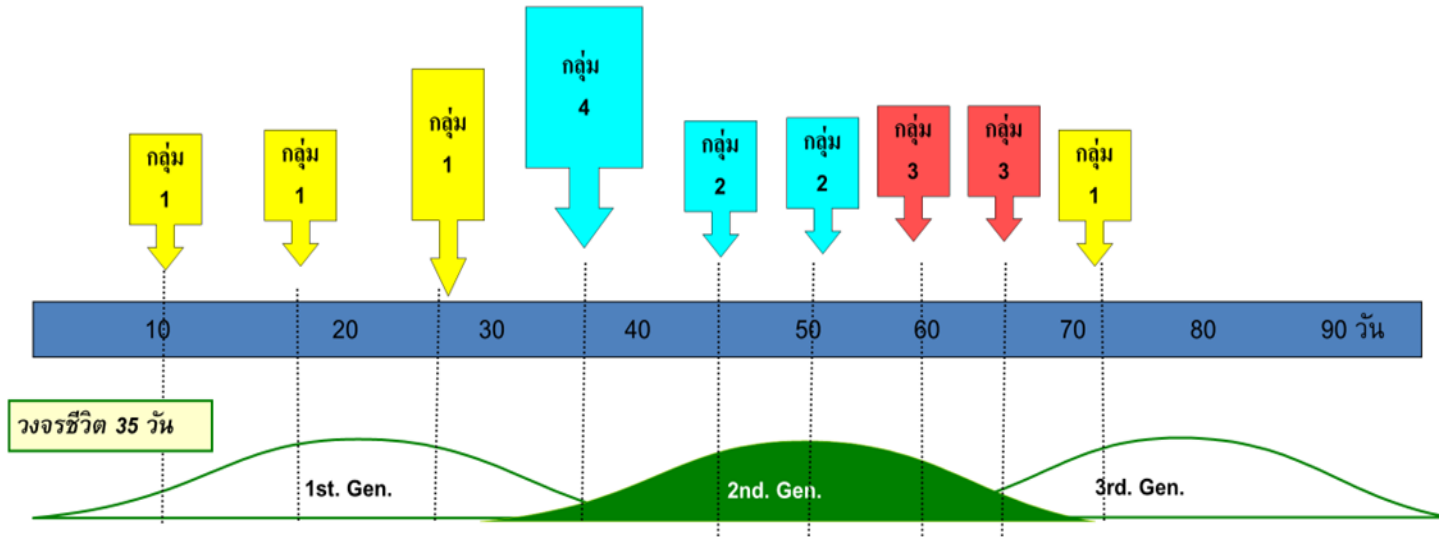 กลุ่ม
4
กลุ่ม
1
กลุ่ม
1
กลุ่ม
1
กลุ่ม
2
กลุ่ม
2
กลุ่ม
3
กลุ่ม
3
กลุ่ม
1
10 20 30 40 50 60 70 80 90 วัน
วงจรชีวิต 35 วัน
1st. Gen. 2nd. Gen. 3rd. Gen.